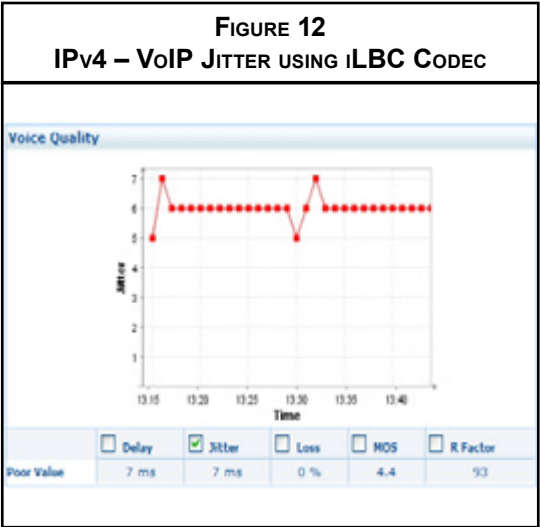 FIGURE 12
IPv4 – VoIP JITTER USING iLBC CODEC
Voice Quality
7
6
5
4
3
2
1
Jitter
13:15 13:20 13:25 13:30 13:35 13:40
Time
Delay Jitter Loss MOS R Factor
Poor Value 7 ms 7 ms 0 % 4.4 93